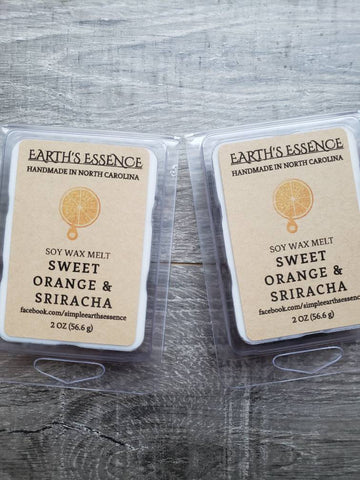 EARTH'S ESSENCE
HANDMADE IN NORTH CAROLINA
SOY WAX MELT
SWEET
ORANGE &
SRIRACHA
facebook.com/simpleearthsessence
2 OZ (56.6 g)
EARTH'S ESSENCE
HANDMADE IN NORTH CAROLINA
SOY WAX MELT
SWEET
ORANGE &
SRIRACHA
facebook.com/simpleearthsessence
2 OZ (56.6 g)